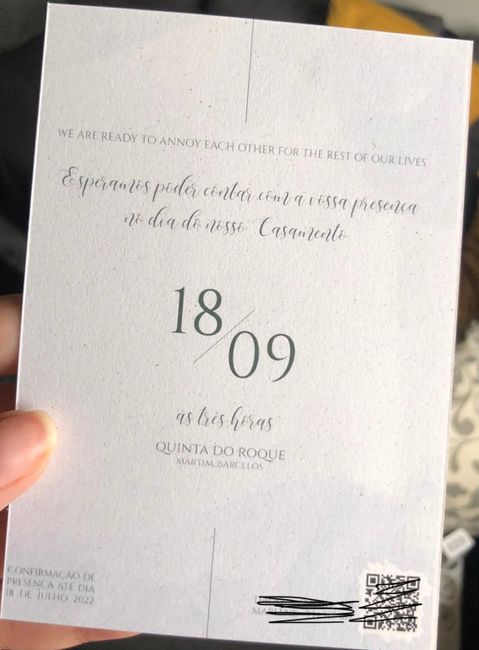 WE ARE READY TO ANNOY EACH OTHER FOR THE REST OF OUR LIVES
Esperamos poder contar com a vossa presença
no dia do nosso Casamento
18/09
as três horas
QUINTA DO ROQUE
MARTIM, BARCELOS
CONFIRMAÇÃO DE
PRESENÇA ATÉ DIA
18 DE JULHO 2022